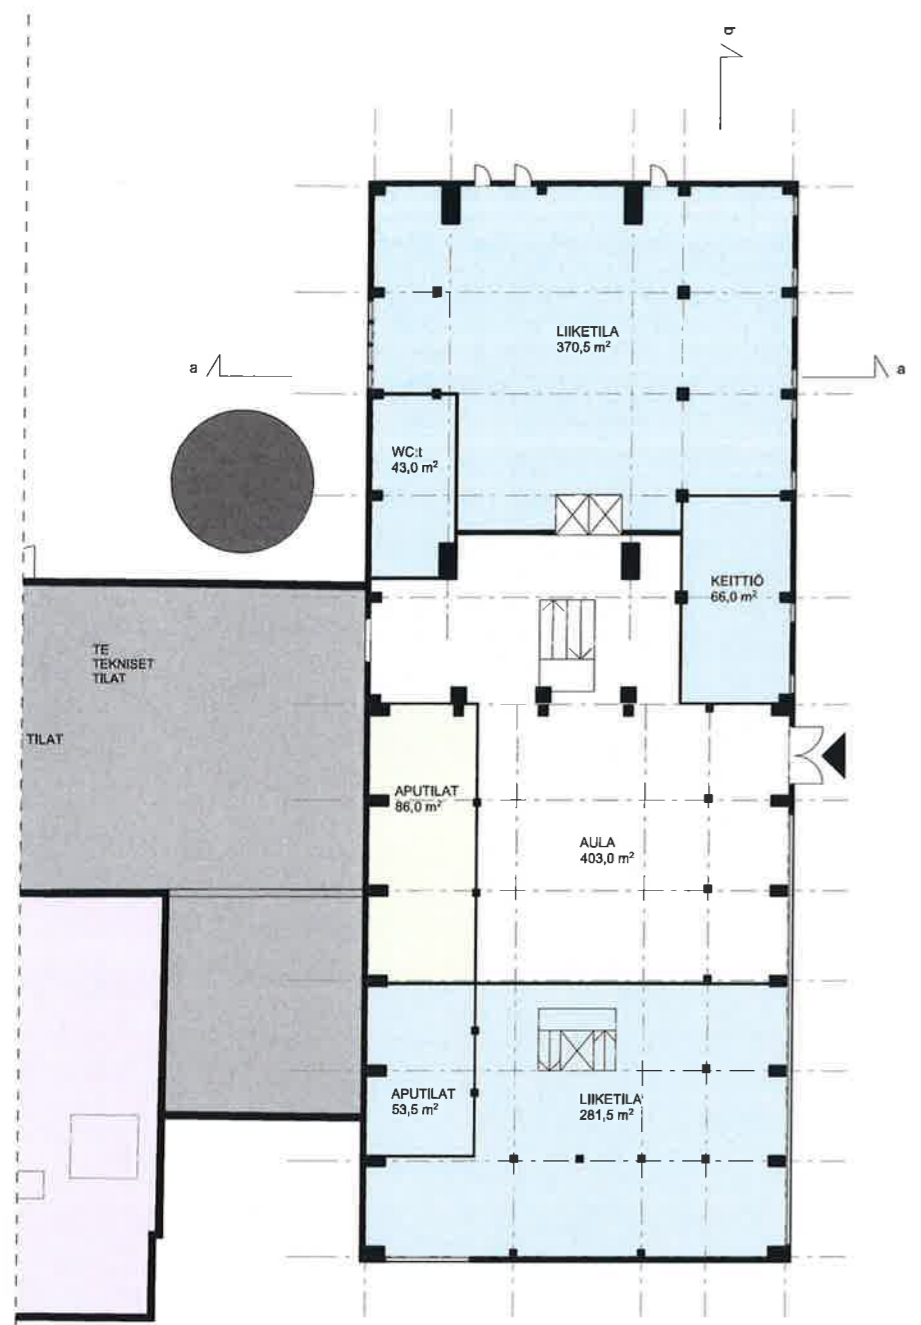 b
LIIKETILA
370,5 m²
a
a
WC:t
43,0 m²
KEITTIÖ
66,0 m²
TE
TEKNISET
TILAT
TILAT
APUTILAT
86,0 m²
AULA
403,0 m²
APUTILAT
53,5 m²
LIIKETILA
281,5 m²